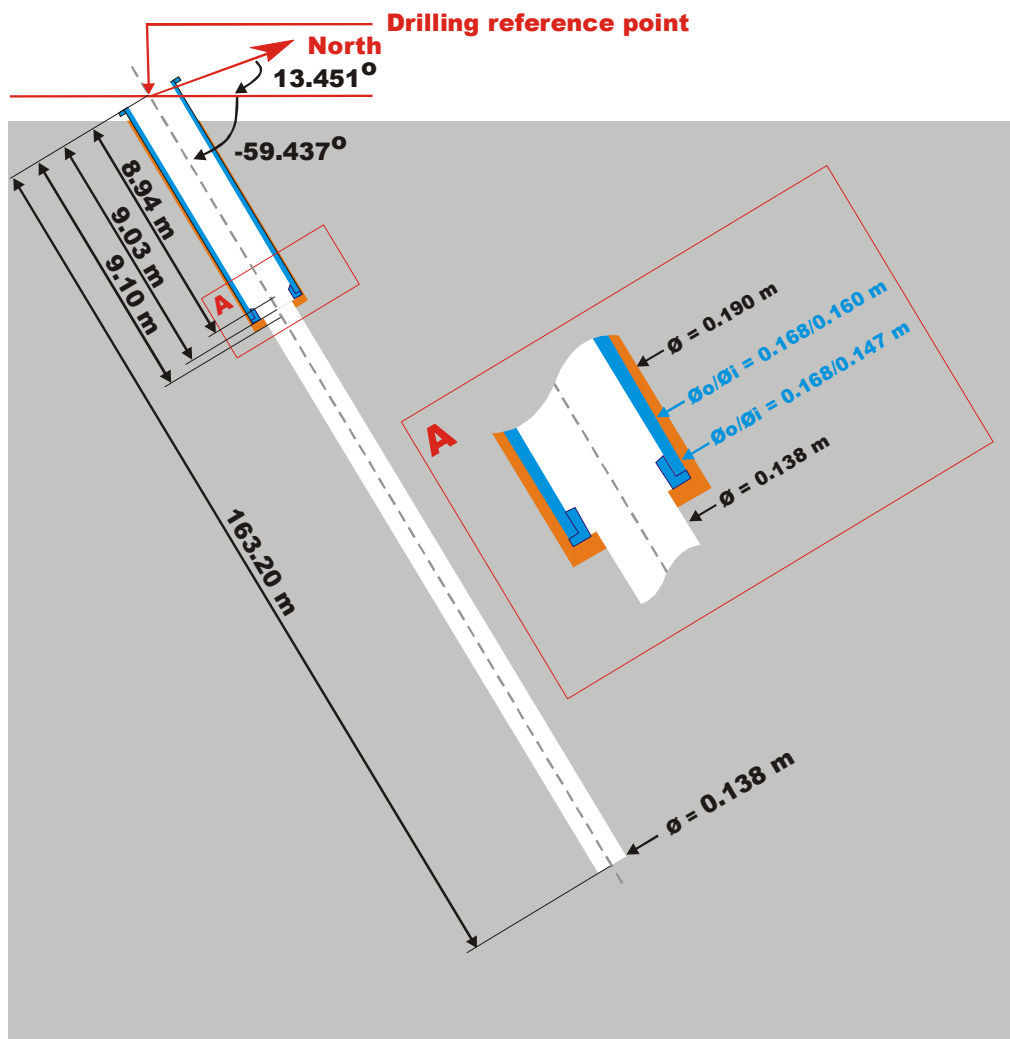 Drilling reference point
North
13.451°
-59.437°
8.94 m
9.03 m
9.10 m
163.20 m
A
A
ø = 0.190 m
Øo/Øi = 0.168/0.160 m
Øo/Øi = 0.168/0.147 m
ø = 0.138 m
ø = 0.138 m